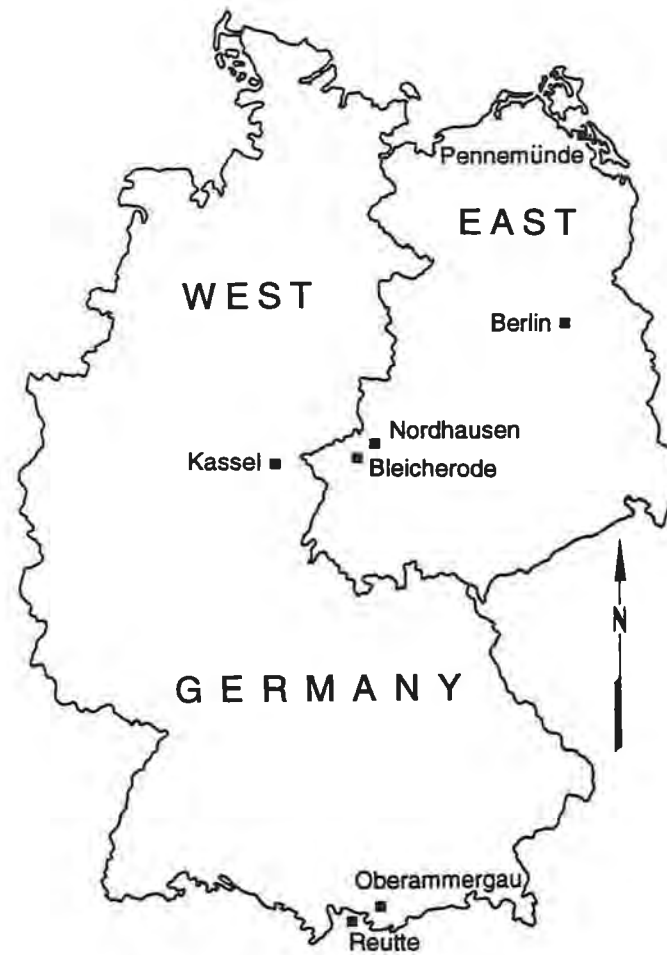 Pennemünde
EAST
WEST
Berlin
Nordhausen
Kassel
Bleicherode
N
GERMANY
Oberammergau
Reutte